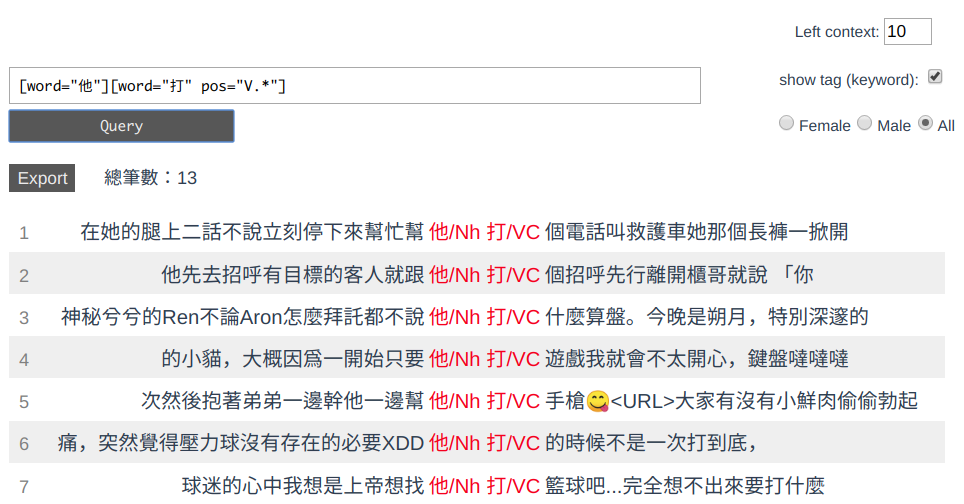 Left context: 10
[word="他"][word="打" pos="V.*"]
show tag (keyword):
Query
Female Male All
Export 總筆數：13
1 在她的腿上二話不說立刻停下來幫忙幫 他/Nh 打/VC 個電話叫救護車她那個長褲一掀開
2 他先去招呼有目標的客人就跟 他/Nh 打/VC 個招呼先行離開櫃哥就說 「你
3 神秘兮兮的Ren不論Aron怎麼拜託都不說 他/Nh 打/VC 什麼算盤。今晚是朔月，特別深邃的
4 的小貓，大概因爲一開始只要 他/Nh 打/VC 遊戲我就會不太開心，鍵盤噠噠噠
5 次然後抱著弟弟一邊幹他一邊幫 他/Nh 打/VC 手槍😋<URL>大家有沒有小鮮肉偷偷勃起
6 痛，突然覺得壓力球沒有存在的必要XDD 他/Nh 打/VC 的時候不是一次打到底，
7 球迷的心中我想是上帝想找 他/Nh 打/VC 籃球吧...完全想不出來要打什麼